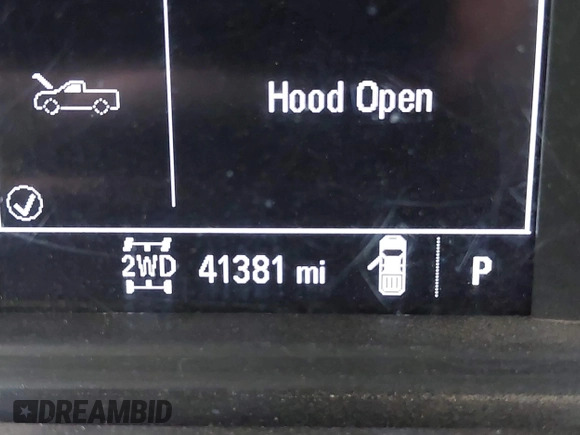 Hood Open
2WD 41381 mi P
DREAMBID